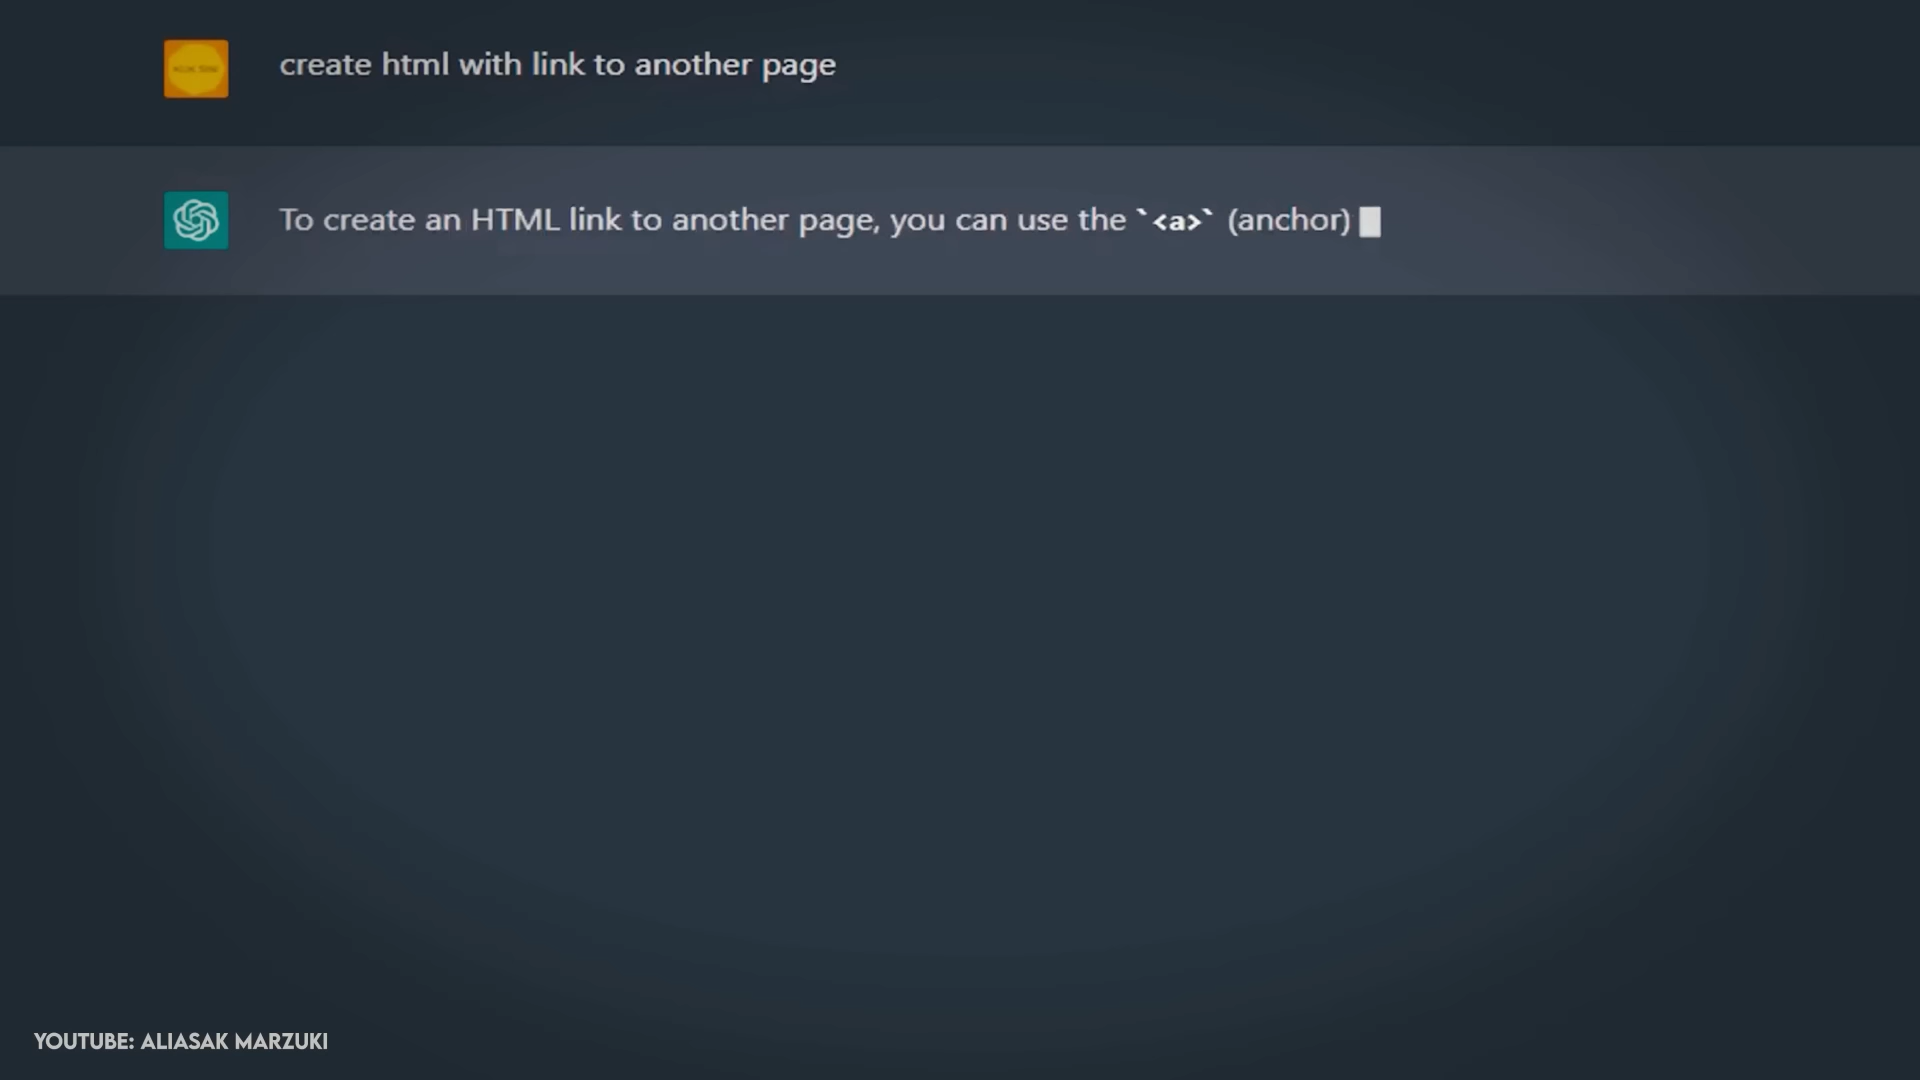 create html with link to another page
To create an HTML link to another page, you can use the `<a>` (anchor)
YOUTUBE: ALIASAK MARZUKI